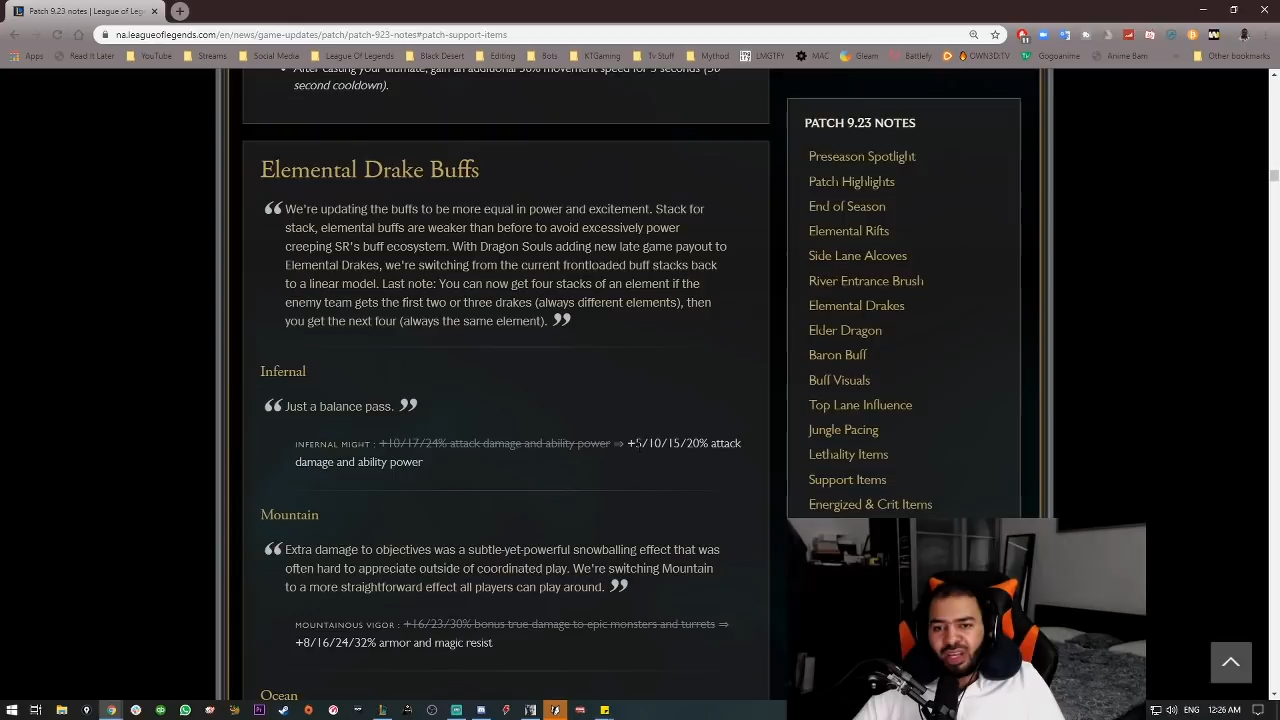 Patch 9.23 notes | League of Leg
na.leagueoflegends.com/en/news/game-updates/patch/patch-923-notes#patch-support-items
Apps Read It Later YouTube Streams Social Media League Of Legends Black Desert Editing Bots KTGaming Tv Stuff Mythod LMGTFY MAC Gleam Battlefy OWN3D.TV Gogoanime Anime Bam Other bookmarks
After casting your ultimate, gain an additional 30% movement speed for 3 seconds (30
second cooldown).
Elemental Drake Buffs
We're updating the buffs to be more equal in power and excitement. Stack for
stack, elemental buffs are weaker than before to avoid excessively power
creeping SR's buff ecosystem. With Dragon Souls adding new late game payout to
Elemental Drakes, we're switching from the current frontloaded buff stacks back
to a linear model. Last note: You can now get four stacks of an element if the
enemy team gets the first two or three drakes (always different elements), then
you get the next four (always the same element).
Infernal
Just a balance pass.
INFERNAL MIGHT : +10/17/24% attack damage and ability power ⇒ +5/10/15/20% attack
damage and ability power
Mountain
Extra damage to objectives was a subtle-yet-powerful snowballing effect that was
often hard to appreciate outside of coordinated play. We're switching Mountain
to a more straightforward effect all players can play around.
MOUNTAINOUS VIGOR : +16/23/30% bonus true damage to epic monsters and turrets ⇒
+8/16/24/32% armor and magic resist
Ocean
PATCH 9.23 NOTES
Preseason Spotlight
Patch Highlights
End of Season
Elemental Rifts
Side Lane Alcoves
River Entrance Brush
Elemental Drakes
Elder Dragon
Baron Buff
Buff Visuals
Top Lane Influence
Jungle Pacing
Lethality Items
Support Items
Energized & Crit Items
ENG 12:26 AM